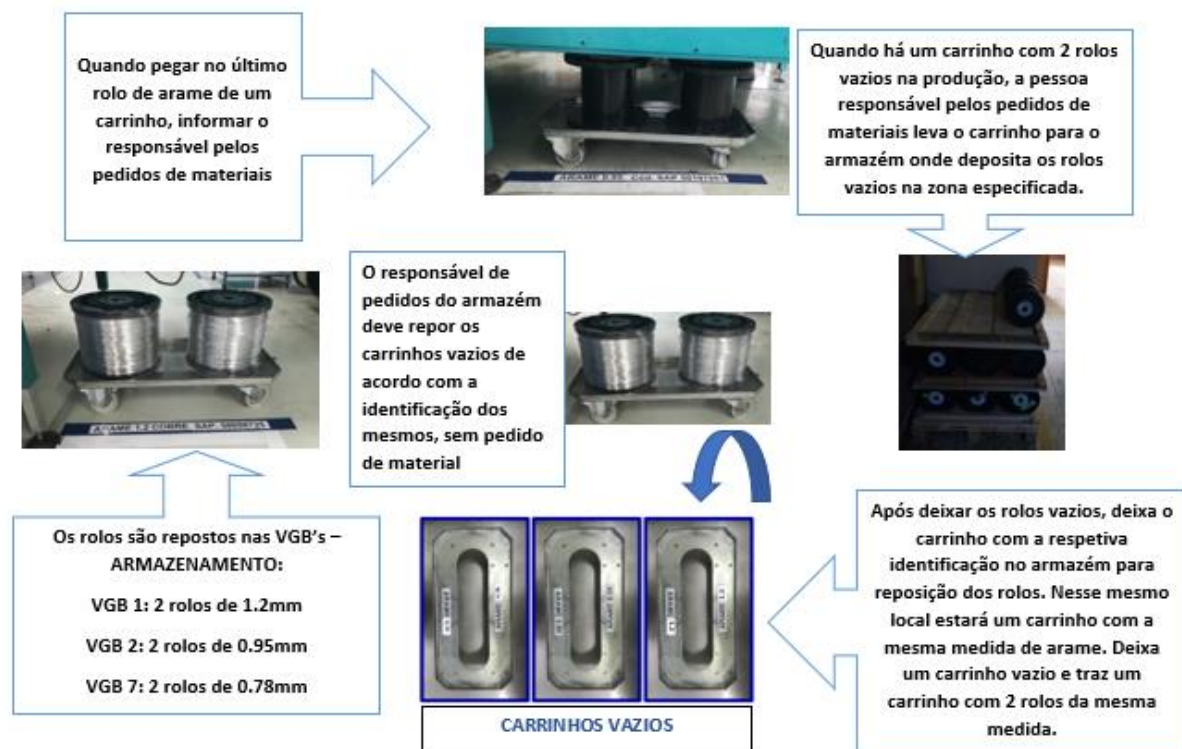 Quando pegar no último
rolo de arame de um
carrinho, informar o
responsável pelos
pedidos de materiais
Quando há um carrinho com 2 rolos
vazios na produção, a pessoa
responsável pelos pedidos de
materiais leva o carrinho para o
armazém onde deposita os rolos
vazios na zona especificada.
O responsável de
pedidos do armazém
deve repor os
carrinhos vazios de
acordo com a
identificação dos
mesmos, sem pedido
de material
ARAME 1.2 COBRE SAP.
Os rolos são repostos nas VGB's –
ARMAZENAMENTO:
VGB 1: 2 rolos de 1.2mm
VGB 2: 2 rolos de 0.95mm
VGB 7: 2 rolos de 0.78mm
CARRINHOS VAZIOS
Após deixar os rolos vazios, deixa o
carrinho com a respetiva
identificação no armazém para
reposição dos rolos. Nesse mesmo
local estará um carrinho com a
mesma medida de arame. Deixa
um carrinho vazio e traz um
carrinho com 2 rolos da mesma
medida.